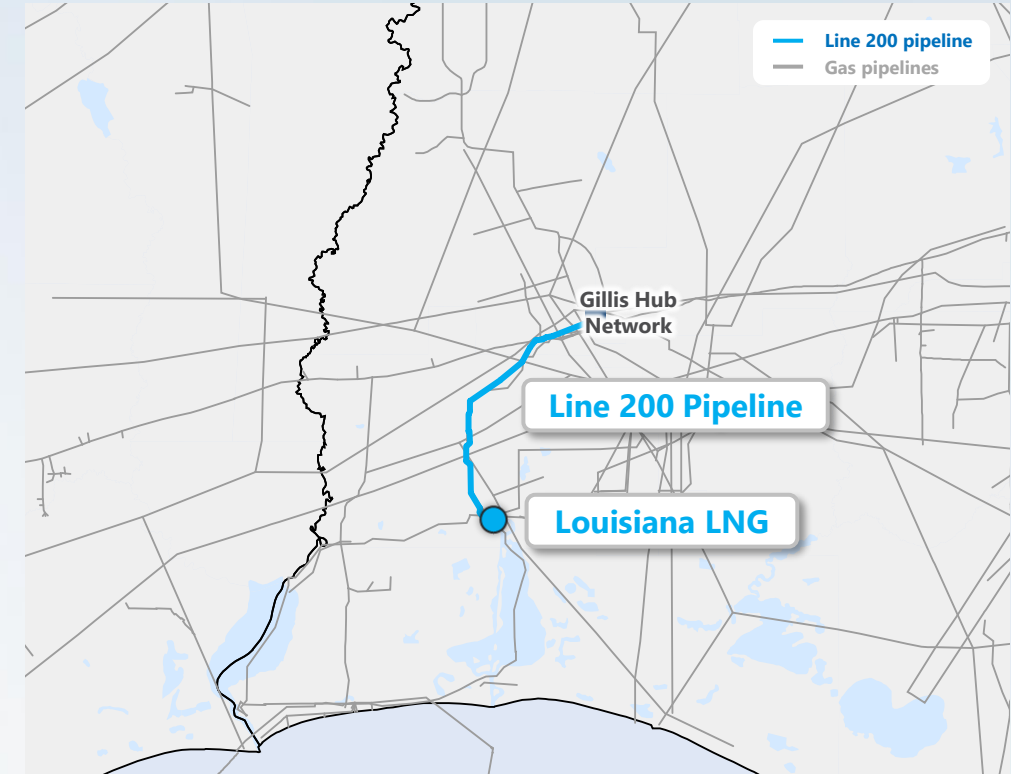 Line 200 pipeline
Gas pipelines
Gillis Hub
Network
Line 200 Pipeline
Louisiana LNG